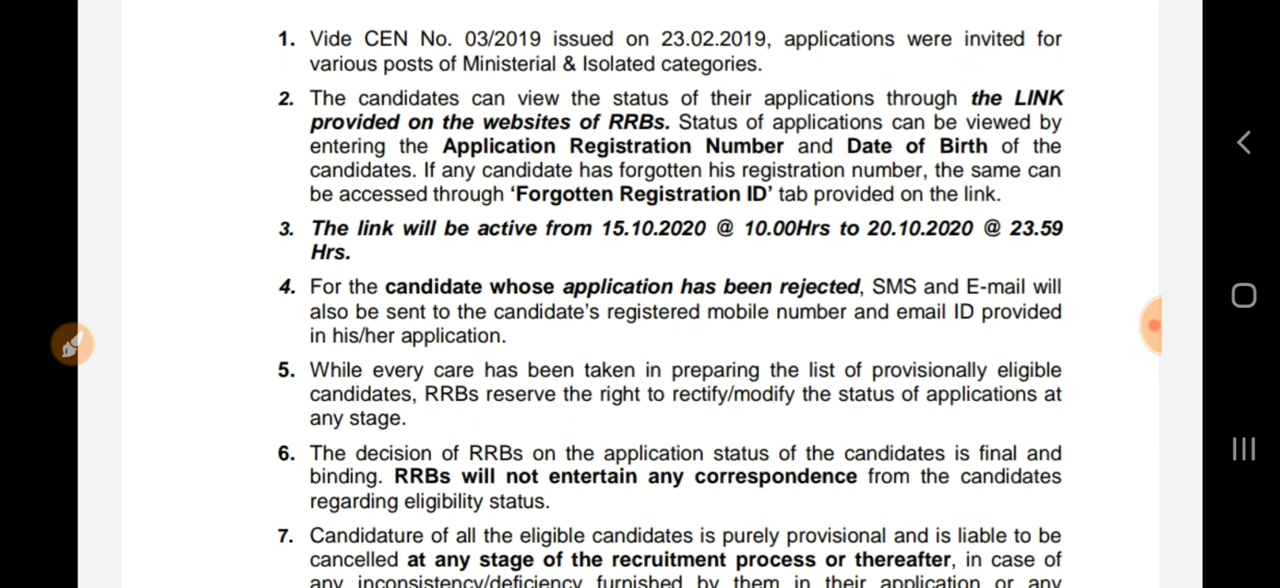 1. Vide CEN No. 03/2019 issued on 23.02.2019, applications were invited for
various posts of Ministerial & Isolated categories.
2. The candidates can view the status of their applications through the LINK
provided on the websites of RRBs. Status of applications can be viewed by
entering the Application Registration Number and Date of Birth of the
candidates. If any candidate has forgotten his registration number, the same can
be accessed through ‘Forgotten Registration ID’ tab provided on the link.
3. The link will be active from 15.10.2020 @ 10.00Hrs to 20.10.2020 @ 23.59
Hrs.
4. For the candidate whose application has been rejected, SMS and E-mail will
also be sent to the candidate’s registered mobile number and email ID provided
in his/her application.
5. While every care has been taken in preparing the list of provisionally eligible
candidates, RRBs reserve the right to rectify/modify the status of applications at
any stage.
6. The decision of RRBs on the application status of the candidates is final and
binding. RRBs will not entertain any correspondence from the candidates
regarding eligibility status.
7. Candidature of all the eligible candidates is purely provisional and is liable to be
cancelled at any stage of the recruitment process or thereafter, in case of
any inconsistency/deficiency furnished by them in their application or any